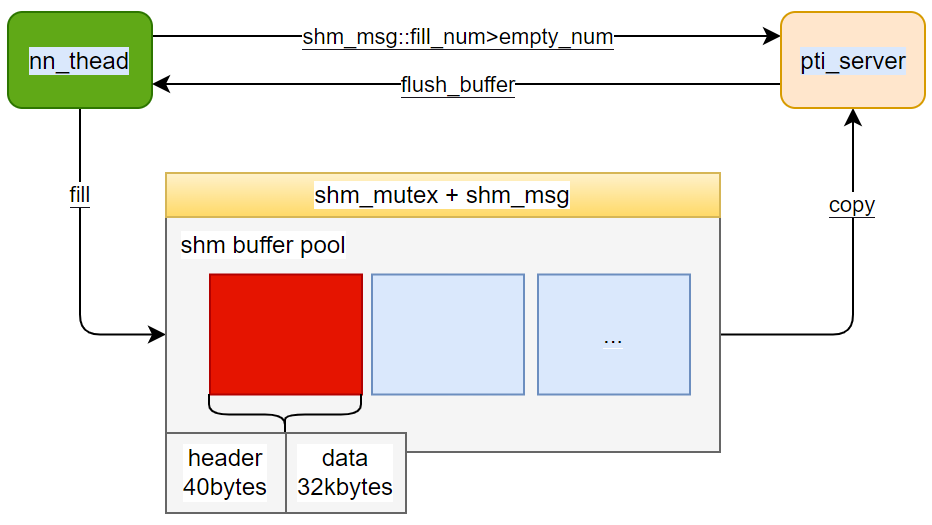 nn_thead
shm_msg::fill_num>empty_num
pti_server
flush_buffer
fill
shm_mutex + shm_msg
copy
shm buffer pool
...
header
40bytes
data
32kbytes